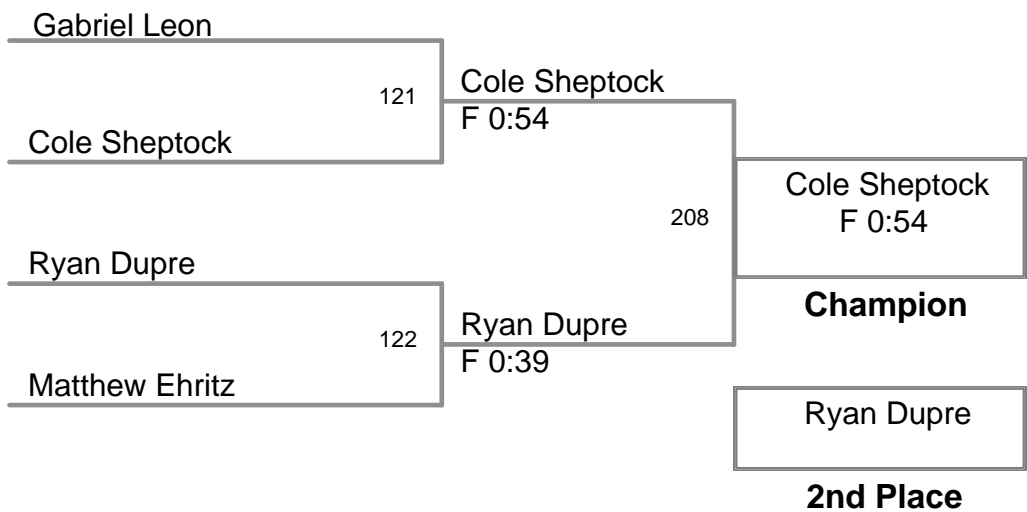 Gabriel Leon
121
Cole Sheptock
F 0:54
Cole Sheptock
208
Cole Sheptock
F 0:54
Champion
Ryan Dupre
122
Ryan Dupre
F 0:39
Matthew Ehritz
Ryan Dupre
2nd Place